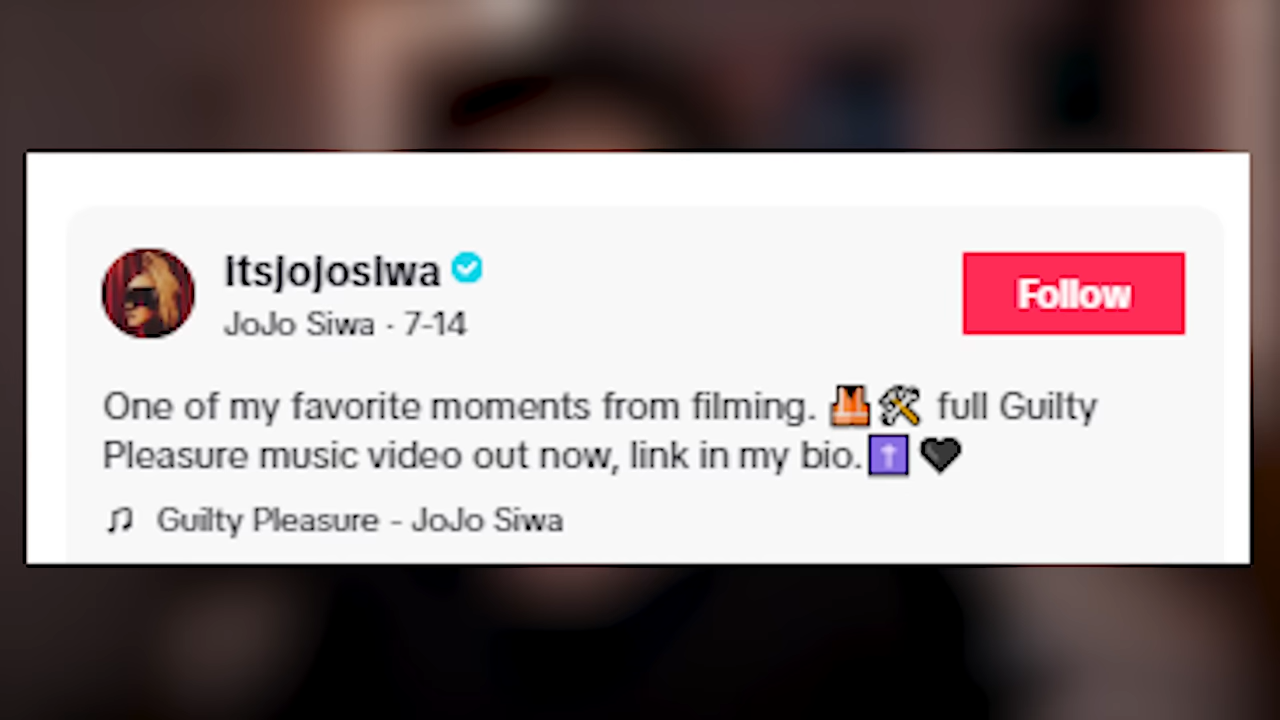 itsjojosiwa
JoJo Siwa · 7-14
Follow
One of my favorite moments from filming. 🦺🛠️ full Guilty
Pleasure music video out now, link in my bio.✝️🖤
♫ Guilty Pleasure - JoJo Siwa